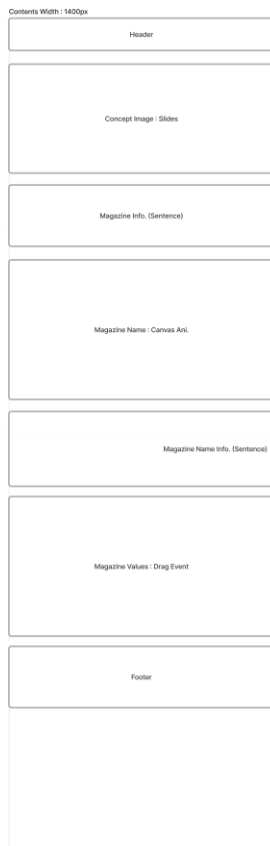 Contents Width : 1400px
Header
Concept Image : Slides
Magazine Info. (Sentence)
Magazine Name : Canvas Ani.
Magazine Name Info. (Sentence)
Magazine Values : Drag Event
Footer